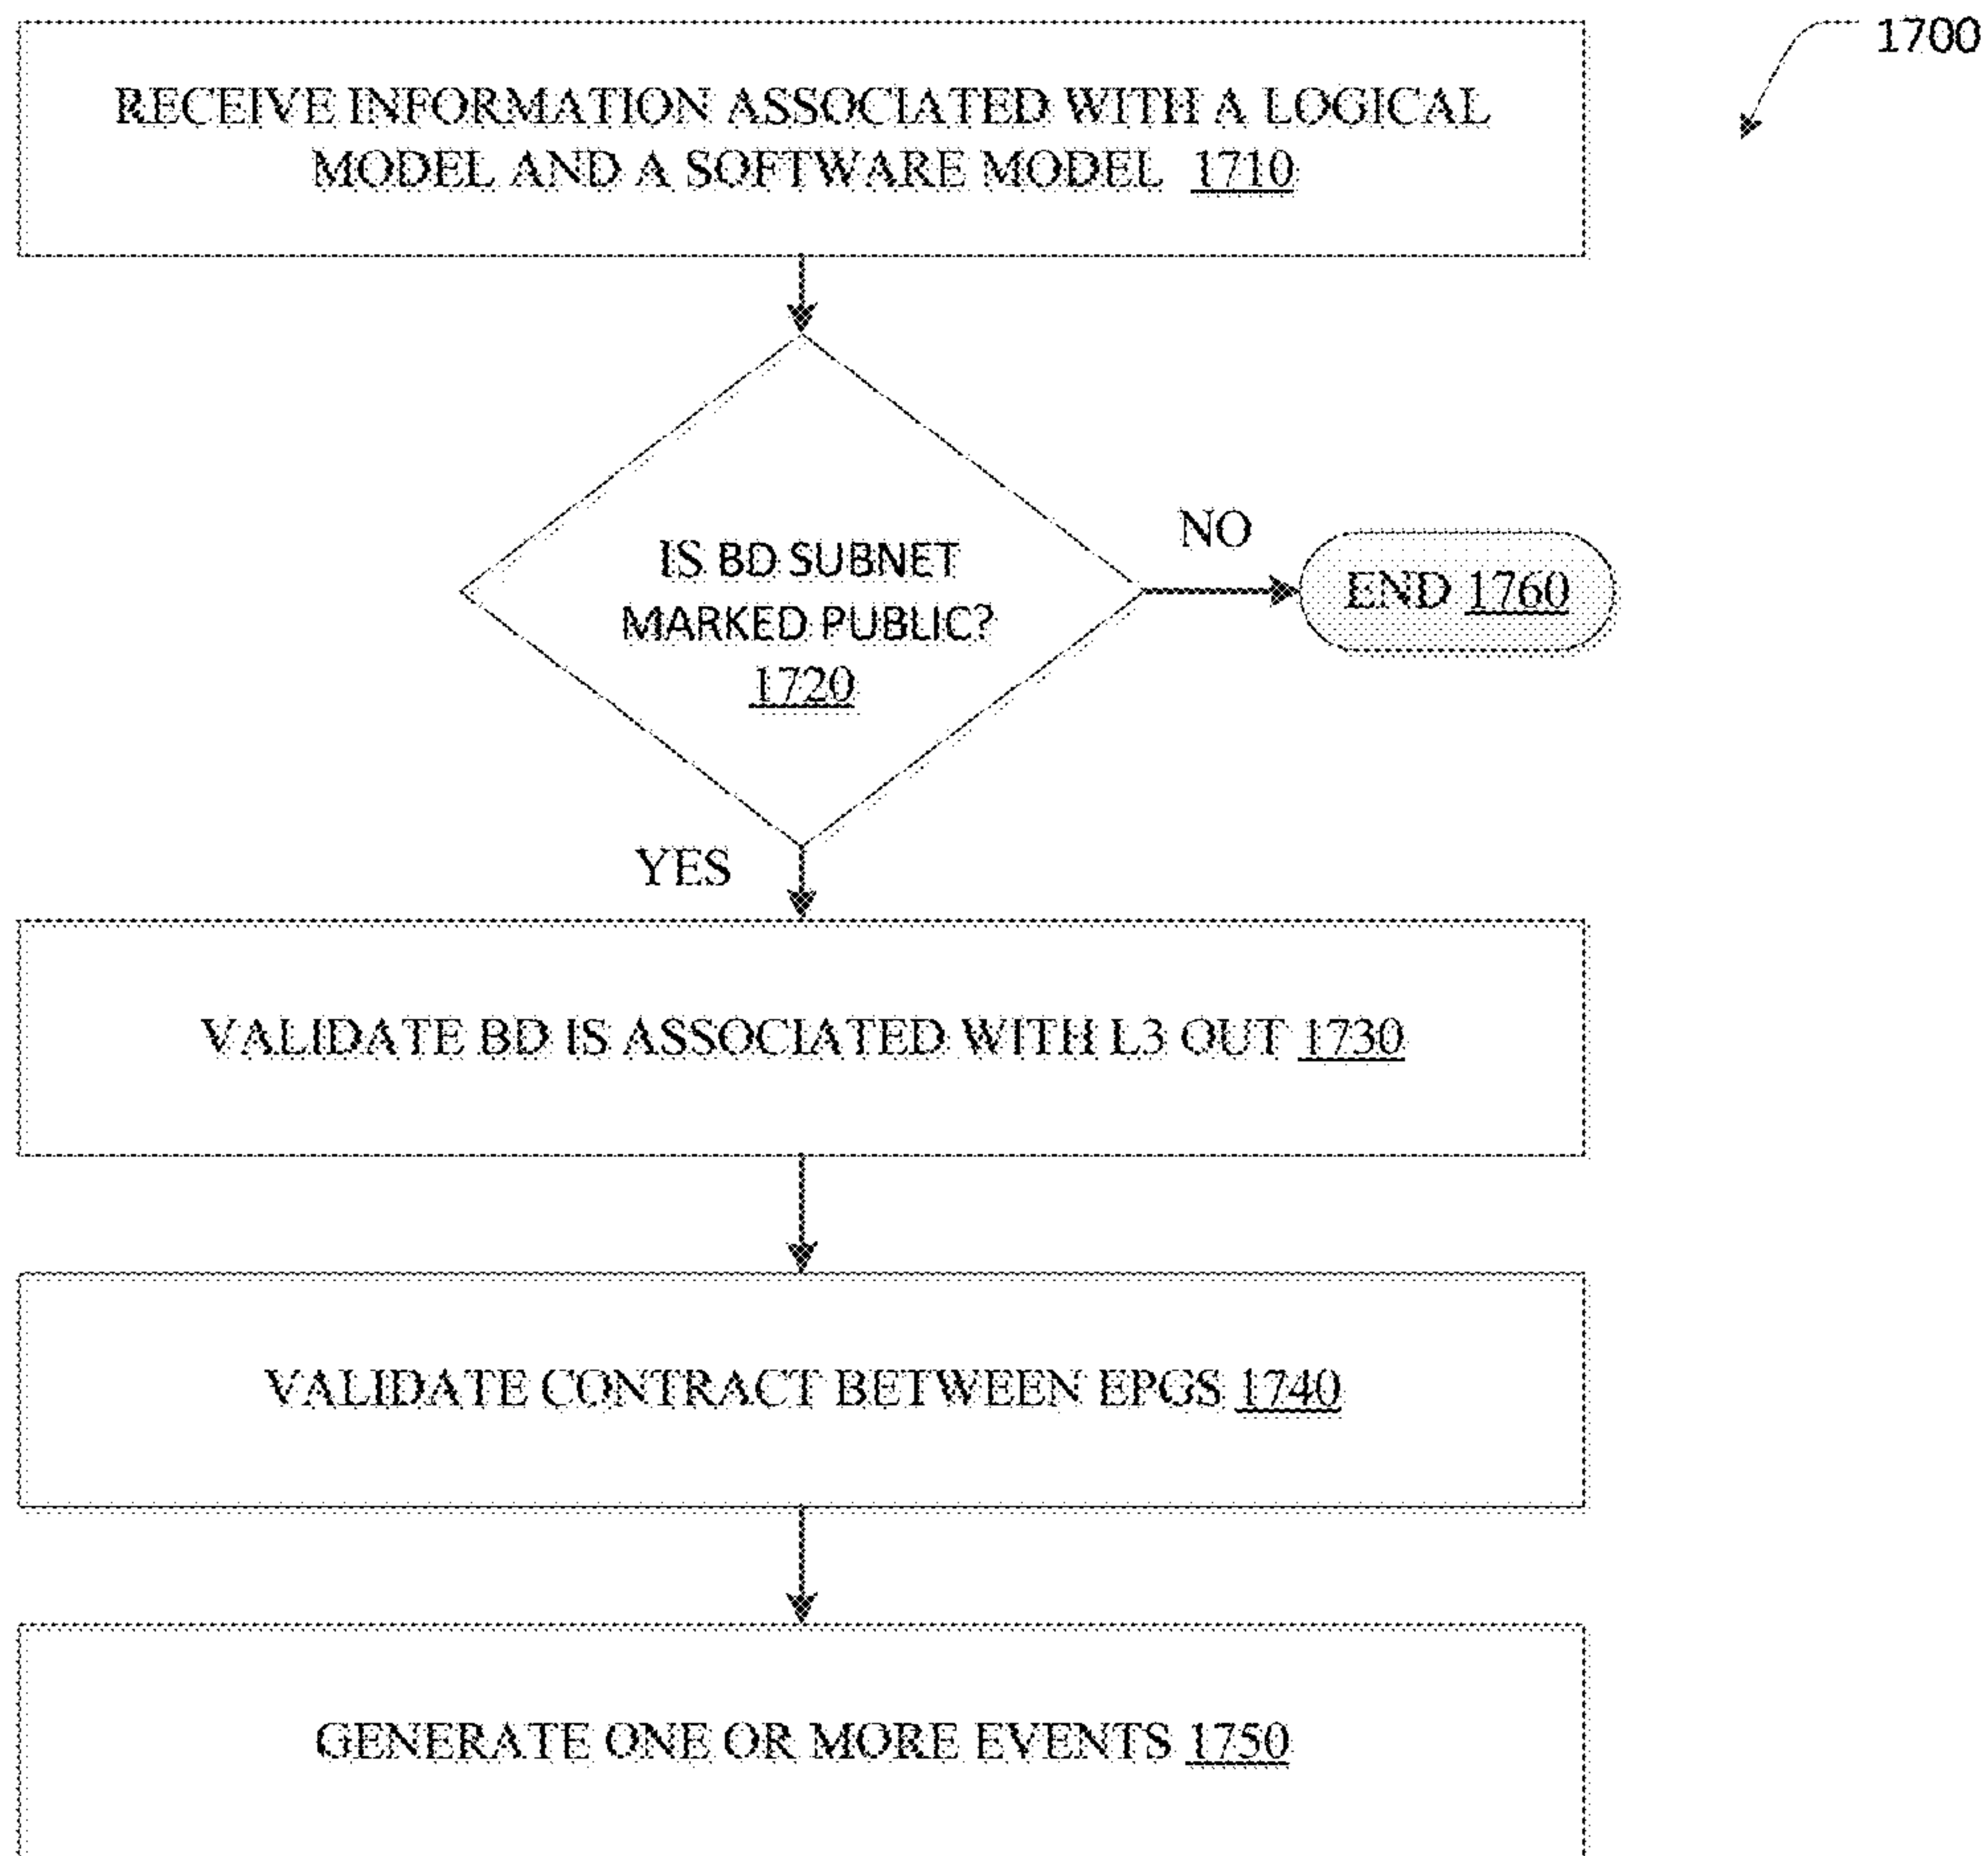 1700
RECEIVE INFORMATION ASSOCIATED WITH A LOGICAL
MODEL AND A SOFTWARE MODEL 1710
IS BD SUBNET
MARKED PUBLIC?
1720
NO
END 1760
YES
VALIDATE BD IS ASSOCIATED WITH L3 OUT 1730
VALIDATE CONTRACT BETWEEN EPGS 1740
GENERATE ONE OR MORE EVENTS 1750